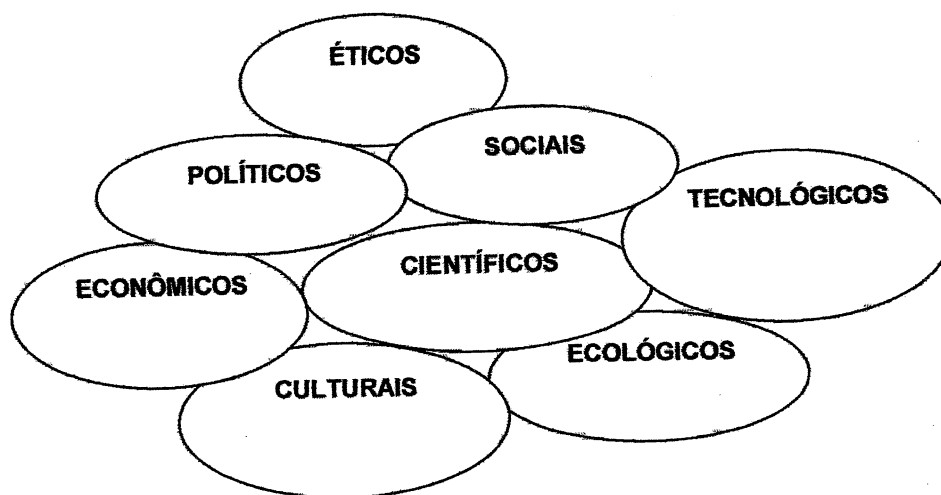 ÉTICOS
SOCIAIS
POLÍTICOS
TECNOLÓGICOS
CIENTÍFICOS
ECONÔMICOS
ECOLÓGICOS
CULTURAIS